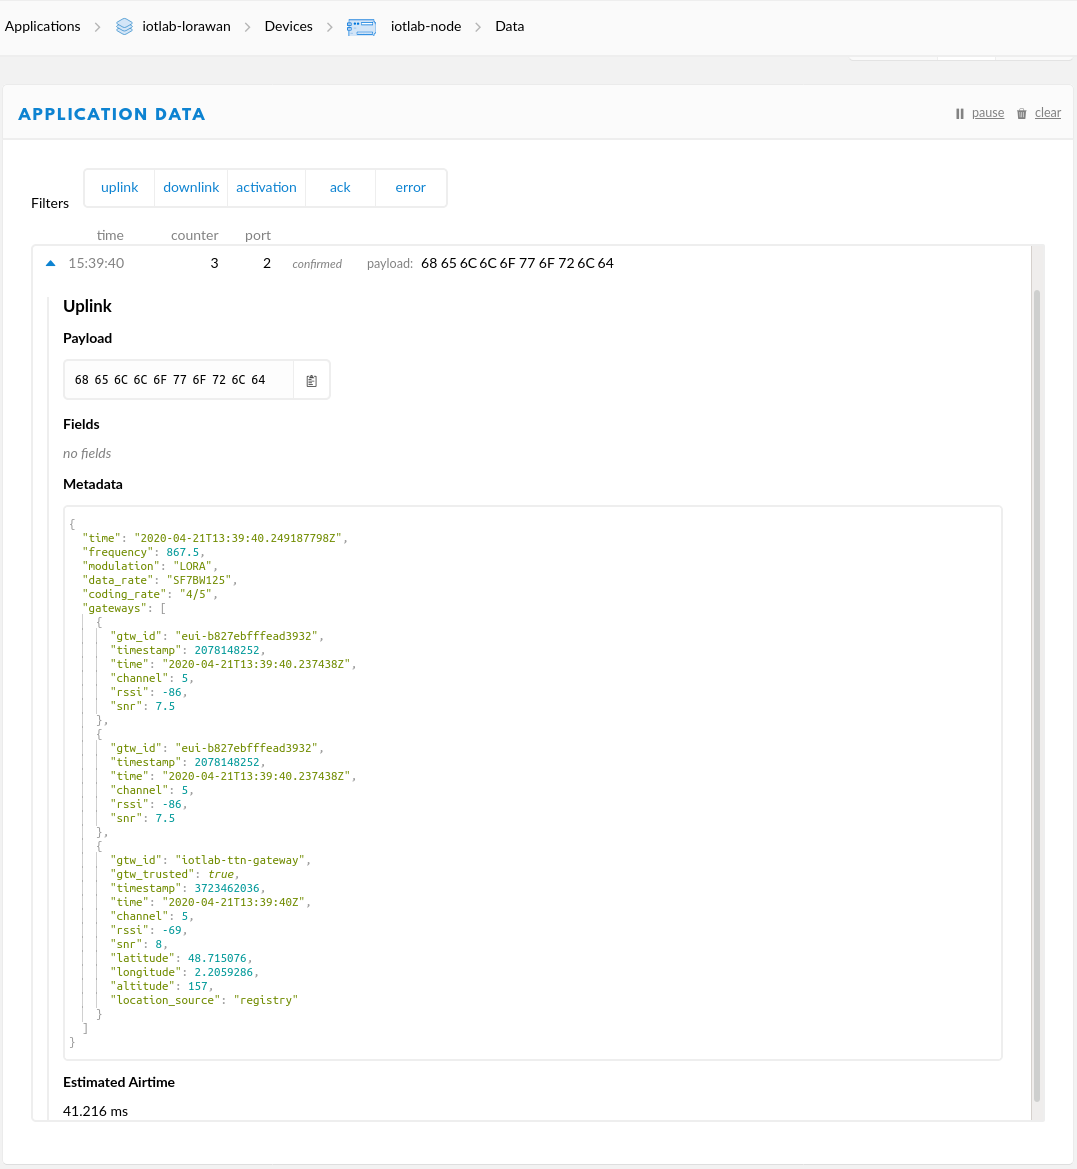 Applications > iotlab-lorawan > Devices > iotlab-node > Data
APPLICATION DATA
pause clear
Filters uplink downlink activation ack error
time counter port
15:39:40 3 2 confirmed payload: 68 65 6C 6C 6F 77 6F 72 6C 64
Uplink
Payload
68 65 6C 6C 6F 77 6F 72 6C 64
Fields
no fields
Metadata
{
"time": "2020-04-21T13:39:40.249187798Z",
"frequency": 867.5,
"modulation": "LORA",
"data_rate": "SF7BW125",
"coding_rate": "4/5",
"gateways": [
{
"gtw_id": "eui-b827ebfffead3932",
"timestamp": 2078148252,
"time": "2020-04-21T13:39:40.237438Z",
"channel": 5,
"rssi": -86,
"snr": 7.5
},
{
"gtw_id": "eui-b827ebfffead3932",
"timestamp": 2078148252,
"time": "2020-04-21T13:39:40.237438Z",
"channel": 5,
"rssi": -86,
"snr": 7.5
},
{
"gtw_id": "iotlab-ttn-gateway",
"gtw_trusted": true,
"timestamp": 3723462036,
"time": "2020-04-21T13:39:40Z",
"channel": 5,
"rssi": -69,
"snr": 8,
"latitude": 48.715076,
"longitude": 2.2059286,
"altitude": 157,
"location_source": "registry"
}
]
}
Estimated Airtime
41.216 ms